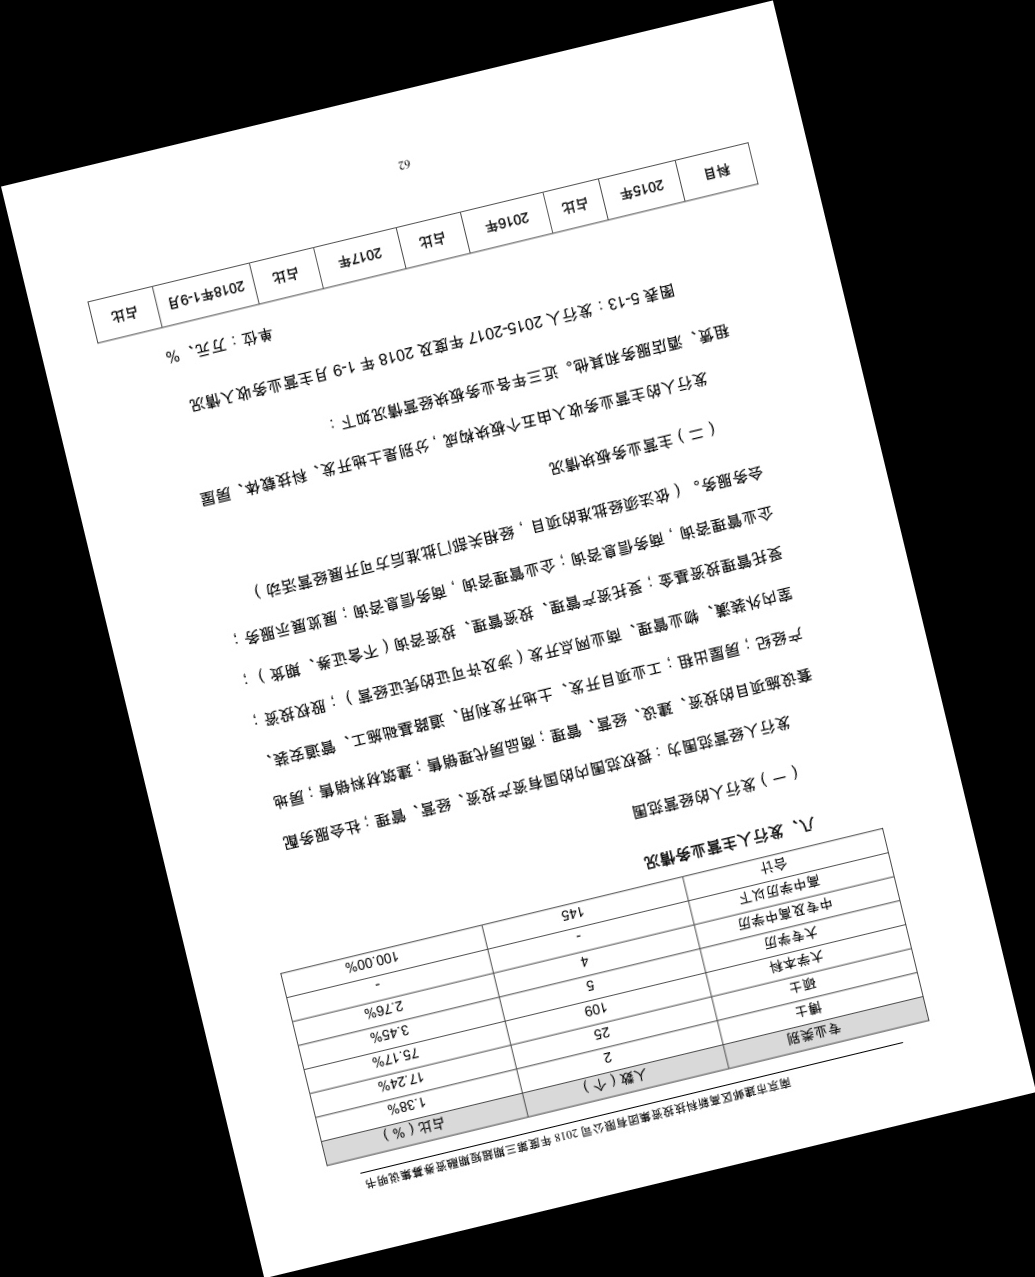 南京市建邺区高新科技投资集团有限公司 2018 年度第三期超短期融资券募集说明书
专业类别 人数（个） 占比（%）
博士 2 1.38%
硕士 25 17.24%
大学本科 109 75.17%
大专学历 5 3.45%
中专及高中学历 4 2.76%
高中学历以下 - -
合计 145 100.00%
八、发行人主营业务情况
（一）发行人的经营范围
发行人经营范围为：授权范围内的国有资产投资、经营、管理；社会服务配
套设施项目的投资、建设、经营、管理；商品房代理销售；建筑材料销售；房地
产经纪；房屋出租；工业项目开发、土地开发利用、道路基础施工、管道安装、
室内外装潢、物业管理、商业网点开发（涉及许可证的凭证经营）；股权投资；
受托管理投资基金；受托资产管理、投资管理、投资咨询（不含证券、期货）；
企业管理咨询，商务信息咨询；企业管理咨询，商务信息咨询；展览展示服务；
会务服务。（依法须经批准的项目，经相关部门批准后方可开展经营活动）
（二）主营业务板块情况
发行人的主营业务收入由五个板块构成，分别是土地开发、科技载体、房屋
租赁、酒店服务和其他。近三年各业务板块经营情况如下：
图表 5-13：发行人 2015-2017 年度及 2018 年 1-9 月主营业务收入情况
单位：万元、%
科目 2015年 占比 2016年 占比 2017年 占比 2018年1-9月 占比
62